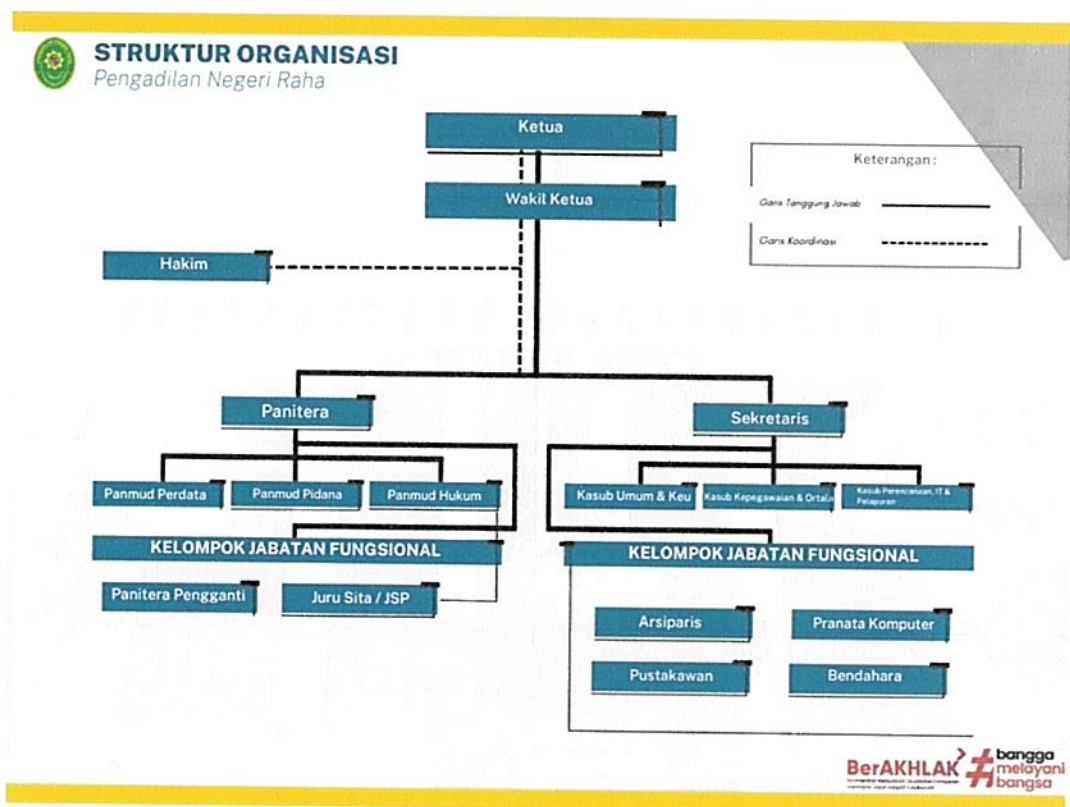 STRUKTUR ORGANISASI
Pengadilan Negeri Raha
Ketua
Wakil Ketua
Keterangan :
Garis Tanggung Jawab
Garis Koordinasi
Hakim
Panitera
Sekretaris
Panmud Perdata
Panmud Pidana
Panmud Hukum
Kasub Umum & Keu
Kasub Kepegawaian & Ortala
Kasub Perencanaan, IT &
Pelaporan
KELOMPOK JABATAN FUNGSIONAL
KELOMPOK JABATAN FUNGSIONAL
Panitera Pengganti
Juru Sita / JSP
Arsiparis
Pranata Komputer
Pustakawan
Bendahara
BerAKHLAK
#bangga
melayani
bangsa